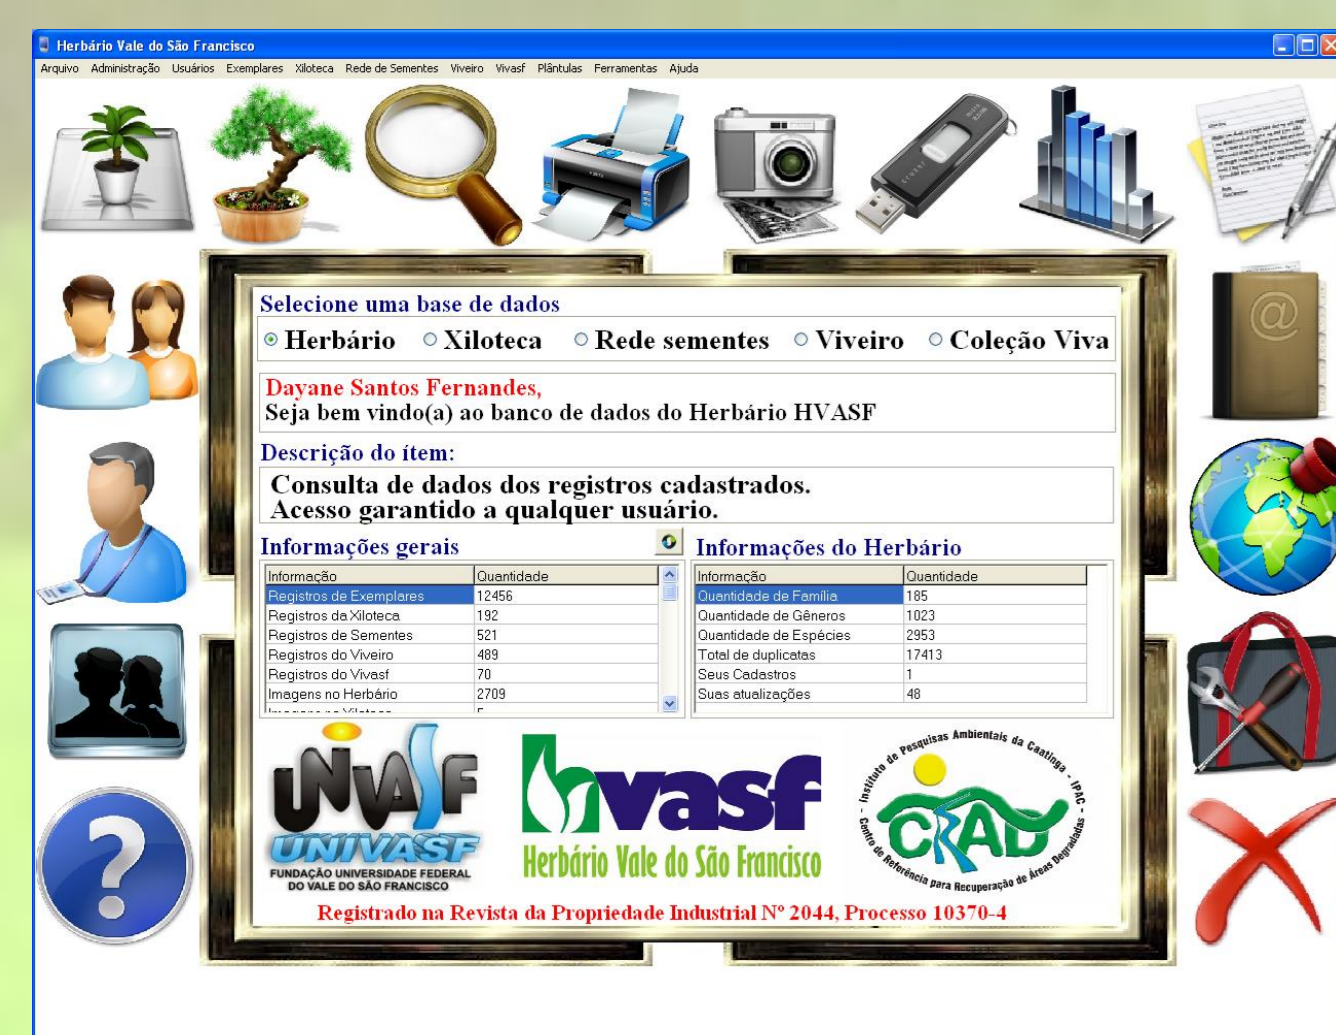 Herbário Vale do São Francisco
Arquivo Administração Usuários Exemplares Xiloteca Rede de Sementes Viveiro Vivasf Plântulas Ferramentas Ajuda
Selecione uma base de dados
Herbário Xiloteca Rede sementes Viveiro Coleção Viva
Dayane Santos Fernandes,
Seja bem vindo(a) ao banco de dados do Herbário HVASF
Descrição do ítem:
Consulta de dados dos registros cadastrados.
Acesso garantido a qualquer usuário.
Informações gerais
Informação Quantidade
Registros de Exemplares 12456
Registros da Xiloteca 192
Registros de Sementes 521
Registros do Viveiro 489
Registros do Vivasf 70
Imagens no Herbário 2709
Informações do Herbário
Informação Quantidade
Quantidade de Família 185
Quantidade de Gêneros 1023
Quantidade de Espécies 2953
Total de duplicatas 17413
Seus Cadastros 1
Suas atualizações 48
UNIVASF
UNIVASF
FUNDAÇÃO UNIVERSIDADE FEDERAL
DO VALE DO SÃO FRANCISCO
hvasf
Herbário Vale do São Francisco
Instituto de Pesquisas Ambientais da Caatinga - IPAC -
CRAD
Centro de Referência para Recuperação de Áreas Degradadas
Registrado na Revista da Propriedade Industrial Nº 2044, Processo 10370-4